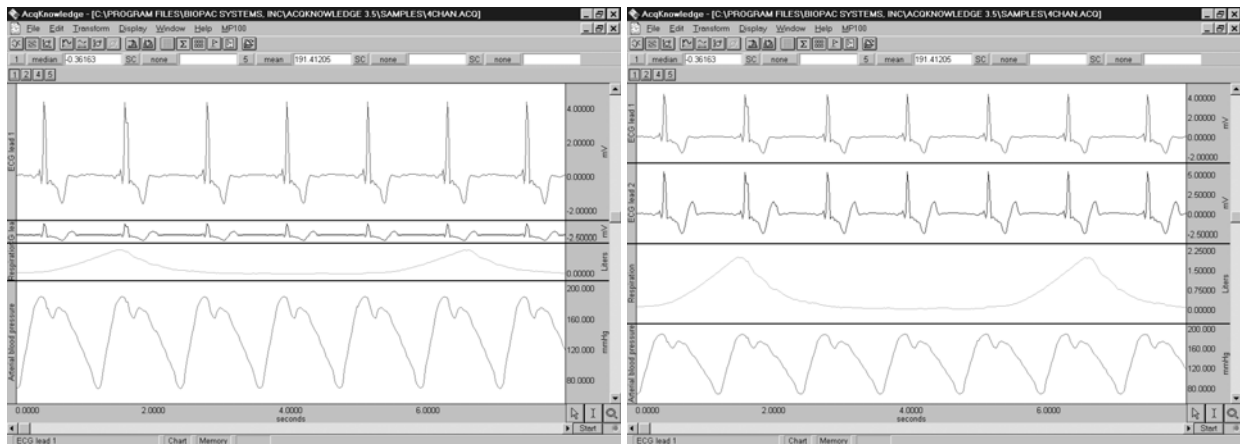 AcqKnowledge - [C:\PROGRAM FILES\BIOPAC SYSTEMS, INC\ACQKNOWLEDGE 3.5\SAMPLES\4CHAN.ACQ]
File Edit Transform Display Window Help MP100
1 median -0.36163 SC none 5 mean 191.41205 SC none
1 2 4 5
ECG lead 1
4.00000
2.00000
0.00000
-2.00000
mV
-2.50000
mV
Respiration
0.00000
Liters
Arterial blood pressure
200.000
160.000
120.000
80.0000
mmHg
0.0000 2.0000 4.0000 6.0000
seconds
Start
ECG lead 1 Chart Memory
AcqKnowledge - [C:\PROGRAM FILES\BIOPAC SYSTEMS, INC\ACQKNOWLEDGE 3.5\SAMPLES\4CHAN.ACQ]
File Edit Transform Display Window Help MP100
1 median -0.36163 SC none 5 mean 191.41205 SC none
1 2 4 5
ECG lead 1
4.00000
2.00000
0.00000
-2.00000
mV
ECG lead 2
5.00000
2.50000
0.00000
-2.50000
mV
Respiration
2.25000
1.50000
0.75000
0.00000
Liters
Arterial blood pressure
200.000
160.000
120.000
80.0000
mmHg
0.0000 2.0000 4.0000 6.0000
seconds
Start
ECG lead 1 Chart Memory